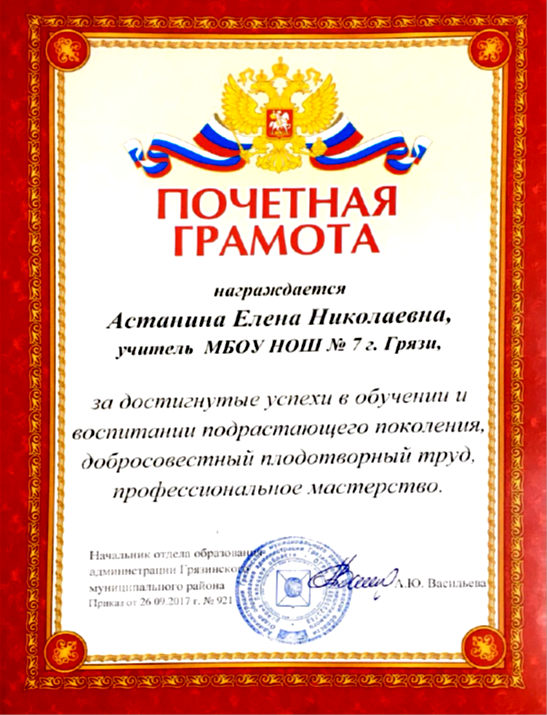 ПОЧЕТНАЯ
ГРАМОТА
награждается
Астанина Елена Николаевна,
учитель МБОУ НОШ № 7 г. Грязи,
за достигнутые успехи в обучении и
воспитании подрастающего поколения,
добросовестный плодотворный труд,
профессиональное мастерство.
Начальник отдела образования
администрации Грязинского
муниципального района
А.Ю. Васильева
Приказ от 26.09.2017 г. № 921